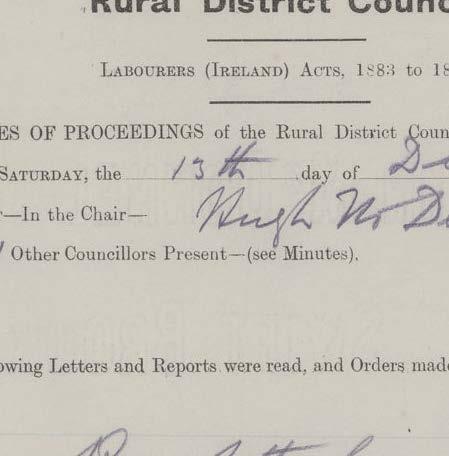 Rural District Counc
LABOURERS (IRELAND) ACTS, 1883 to 18
ES OF PROCEEDINGS of the Rural District Coun
SATURDAY, the 13th day of De
—In the Chair— Hugh
Other Councillors Present—(see Minutes).
owing Letters and Reports were read, and Orders made